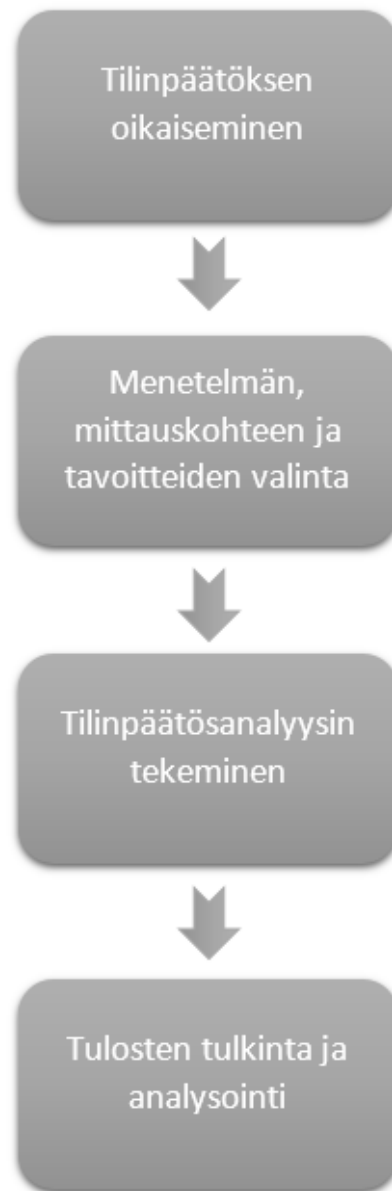 Tilinpäätöksen
oikaiseminen
Menetelmän,
mittauskohteen ja
tavoitteiden valinta
Tilinpäätösanalyysin
tekeminen
Tulosten tulkinta ja
analysointi